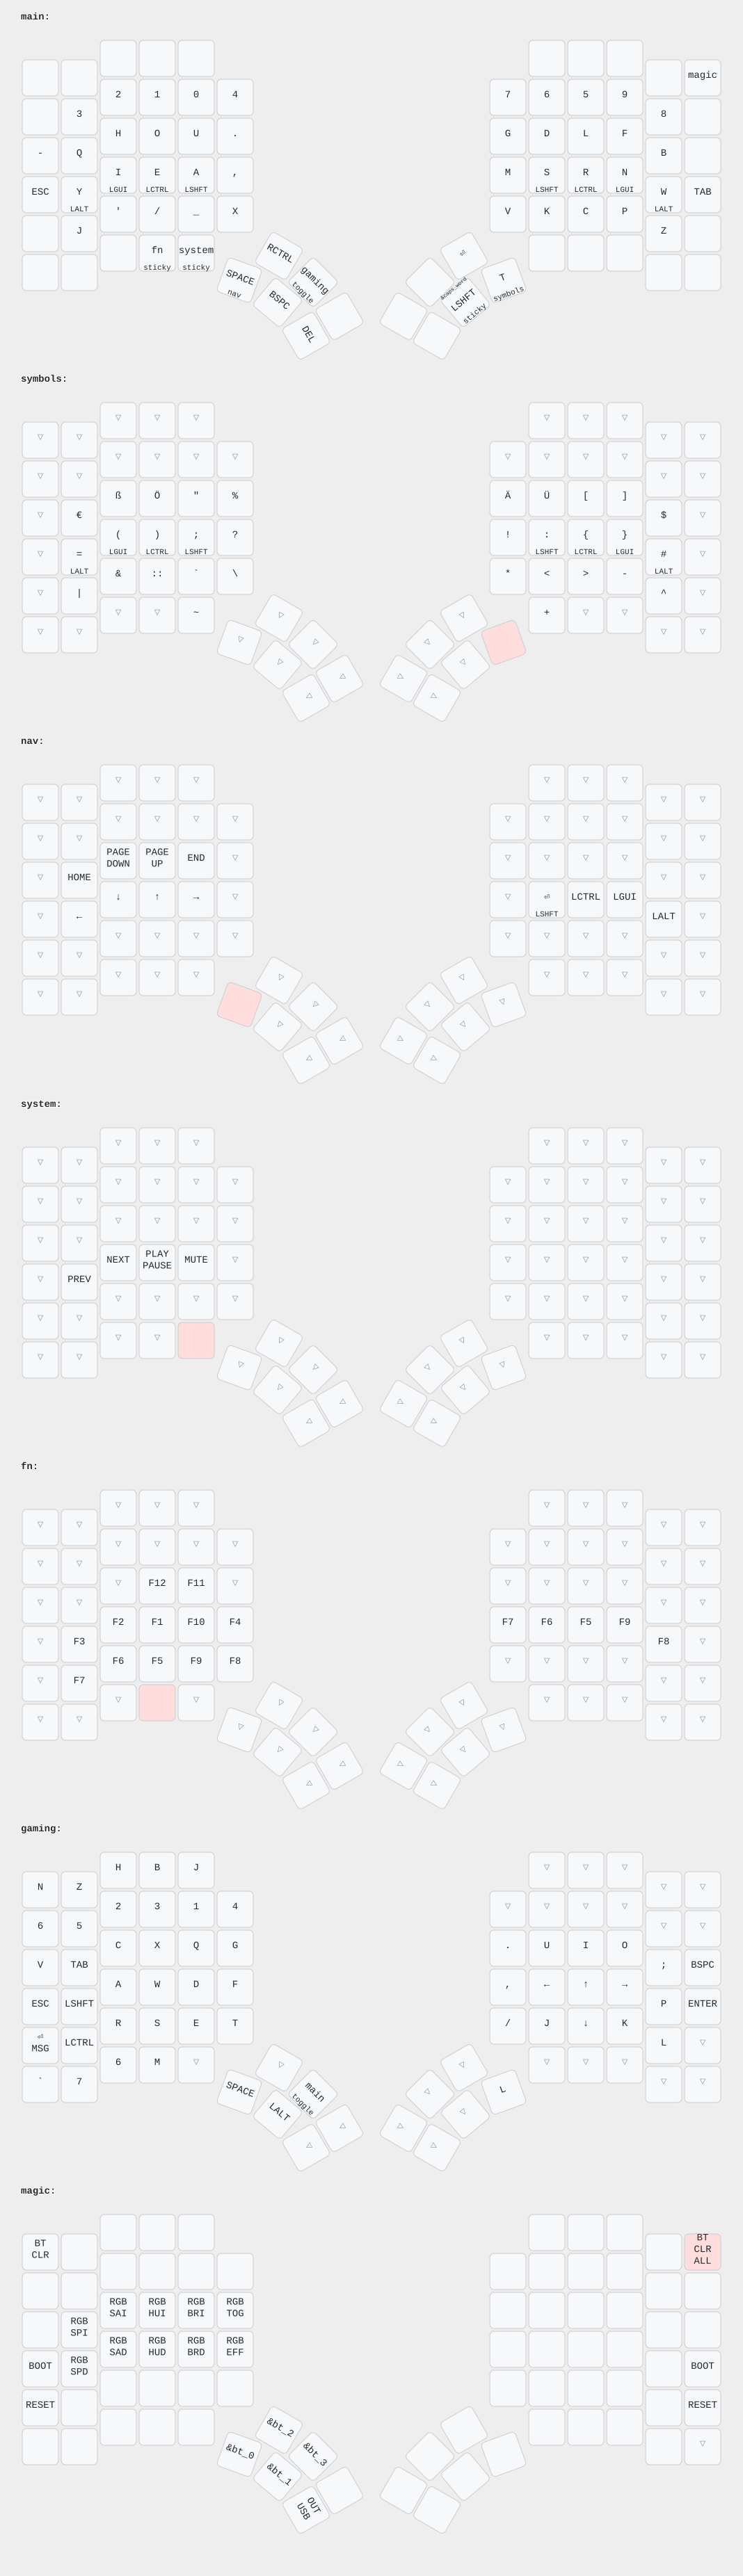 main:
magic
2 1 0 4 7 6 5 9
3 8
H O U . G D L F
- Q B
I E A , M S R N
LGUI LCTRL LSHFT LSHFT LCTRL LGUI
ESC Y W TAB
LALT LALT
' / _ X V K C P
J Z
fn system
sticky sticky
RCTRL ⏎
SPACE
nav
gaming
toggle
BSPC
DEL
&caps_word
LSHFT
sticky
T
symbols
symbols:
▽ ▽ ▽ ▽ ▽ ▽
▽ ▽ ▽ ▽
▽ ▽ ▽ ▽ ▽ ▽ ▽ ▽
▽ ▽ ▽ ▽
ß Ö " % Ä Ü [ ]
▽ € $ ▽
( ) ; ? ! : { }
LGUI LCTRL LSHFT LSHFT LCTRL LGUI
▽ = # ▽
LALT LALT
& :: ` \ * < > -
▽ | ^ ▽
▽ ▽ ~ + ▽ ▽
▽ ▽ ▽ ▽
▽ ▽ ▽ ▽ ▽ ▽
▽ ▽ ▽ ▽ ▽
nav:
▽ ▽ ▽ ▽ ▽ ▽
▽ ▽ ▽ ▽
▽ ▽ ▽ ▽ ▽ ▽ ▽ ▽
▽ ▽ ▽ ▽
PAGE PAGE
DOWN UP END ▽ ▽ ▽ ▽ ▽
▽ HOME ▽ ▽
↓ ↑ → ▽ ▽ ⏎ LCTRL LGUI
LSHFT
▽ ← LALT ▽
▽ ▽ ▽ ▽ ▽ ▽ ▽ ▽
▽ ▽ ▽ ▽
▽ ▽ ▽ ▽ ▽ ▽
▽ ▽ ▽ ▽
▽ ▽ ▽ ▽ ▽ ▽
▽ ▽ ▽ ▽ ▽
system:
▽ ▽ ▽ ▽ ▽ ▽
▽ ▽ ▽ ▽
▽ ▽ ▽ ▽ ▽ ▽ ▽ ▽
▽ ▽ ▽ ▽
▽ ▽ ▽ ▽ ▽ ▽ ▽ ▽
▽ ▽ ▽ ▽
NEXT PLAY MUTE ▽ ▽ ▽ ▽ ▽
PAUSE
▽ PREV ▽ ▽
▽ ▽ ▽ ▽ ▽ ▽ ▽ ▽
▽ ▽ ▽ ▽
▽ ▽ ▽ ▽ ▽
▽ ▽ ▽ ▽
▽ ▽ ▽ ▽ ▽ ▽
▽ ▽ ▽ ▽ ▽ ▽
fn:
▽ ▽ ▽ ▽ ▽ ▽
▽ ▽ ▽ ▽
▽ ▽ ▽ ▽ ▽ ▽ ▽ ▽
▽ ▽ ▽ ▽
▽ F12 F11 ▽ ▽ ▽ ▽ ▽
▽ ▽ ▽ ▽
F2 F1 F10 F4 F7 F6 F5 F9
▽ F3 F8 ▽
F6 F5 F9 F8 ▽ ▽ ▽ ▽
▽ F7 ▽ ▽
▽ ▽ ▽ ▽ ▽
▽ ▽ ▽ ▽
▽ ▽ ▽ ▽ ▽ ▽
▽ ▽ ▽ ▽ ▽ ▽
gaming:
H B J ▽ ▽ ▽
N Z ▽ ▽
2 3 1 4 ▽ ▽ ▽ ▽
6 5 ▽ ▽
C X Q G . U I O
V TAB ; BSPC
A W D F , ← ↑ →
ESC LSHFT P ENTER
R S E T / J ↓ K
⏎
MSG LCTRL L ▽
6 M ▽ ▽ ▽ ▽
` 7 ▽ ▽
▽ ▽
SPACE
main
toggle
▽ L
LALT
▽ ▽ ▽ ▽ ▽
magic:
BT
CLR
BT
CLR
ALL
RGB RGB RGB RGB
SAI HUI BRI TOG
RGB
SPI
RGB RGB RGB RGB
SAD HUD BRD EFF
BOOT RGB BOOT
SPD
RESET RESET
▽
&bt_2
&bt_0
&bt_3
&bt_1
OUT
USB